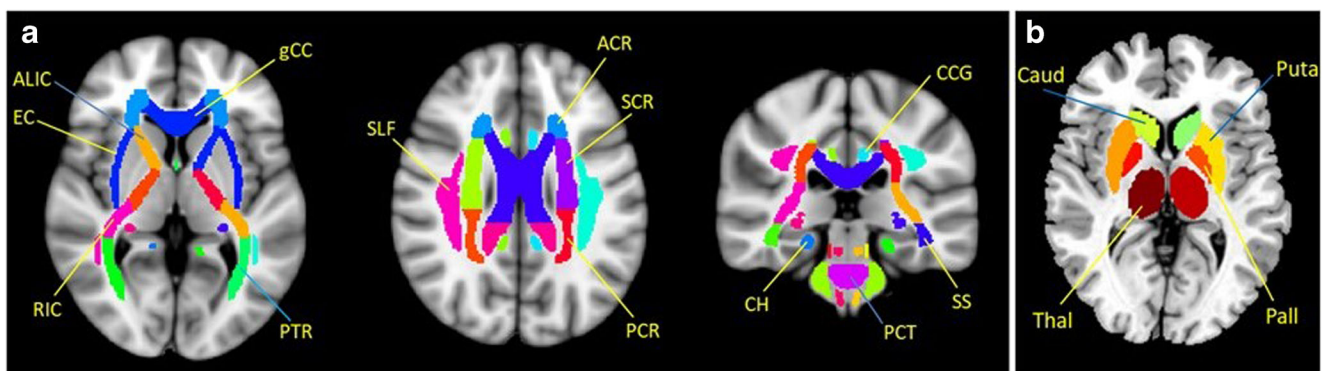 a
gCC
ALIC
EC
RIC
PTR
ACR
SCR
SLF
PCR
CCG
CH
PCT
SS
b
Caud
Puta
Thal
Pall